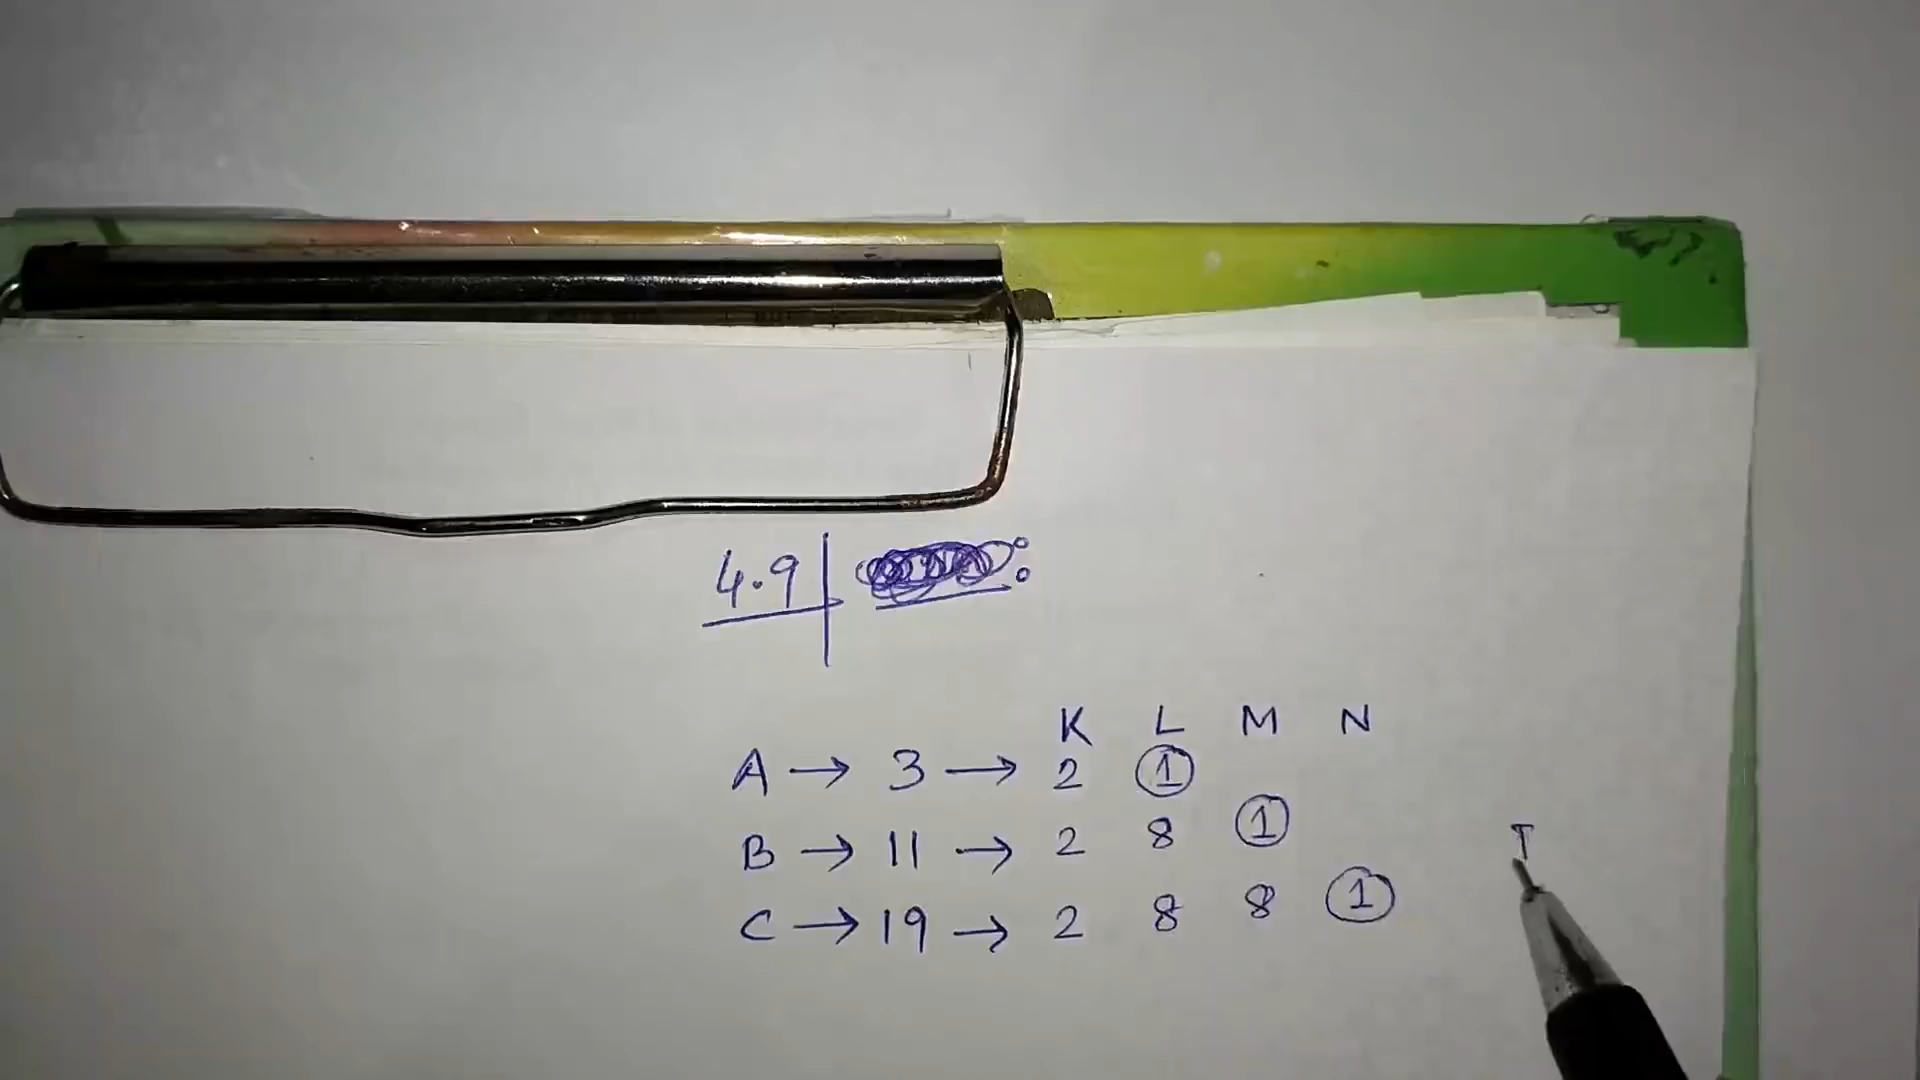 4.9 :
K L M N
A → 3 → 2 1
B → 11 → 2 8 1
C → 19 → 2 8 8 1
I